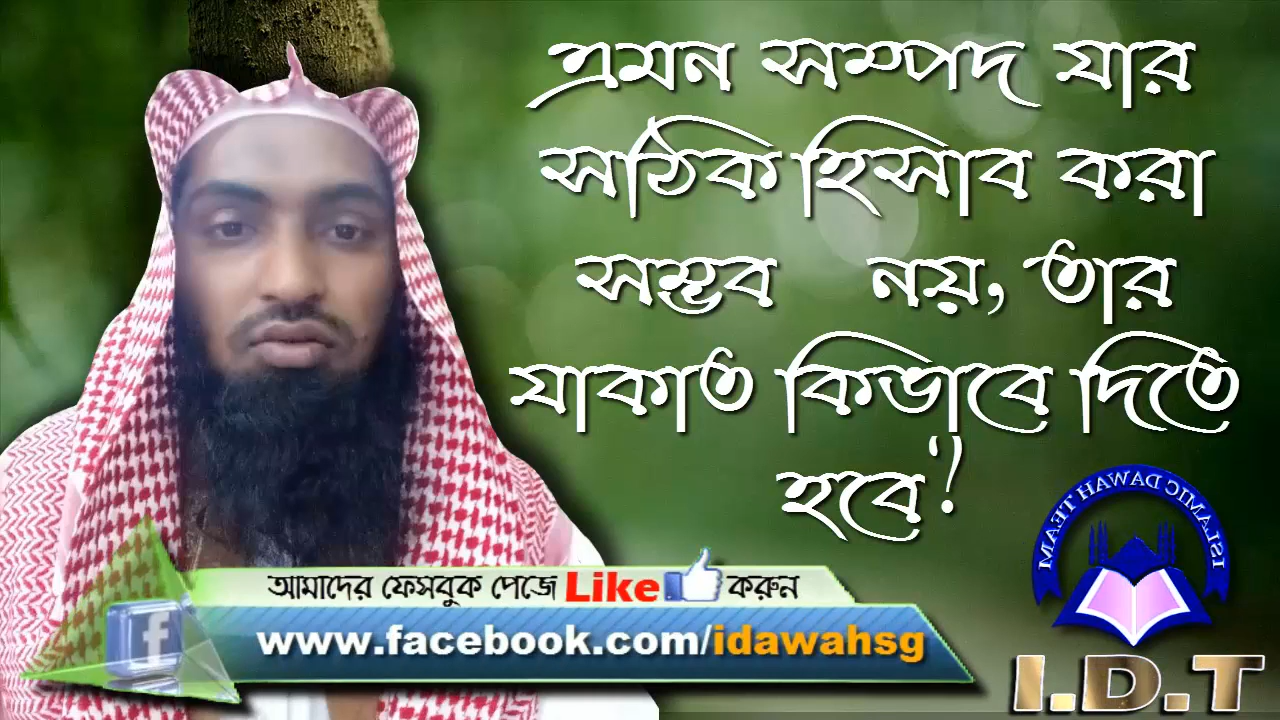 এমন সম্পদ যার
সঠিক হিসাব করা
সম্ভব নয়, তার
যাকাত কিভাবে দিতে
হবে?
ISLAMIC DAWAH TEAM
I.D.T
আমাদের ফেসবুক পেজে Like করুন
f
www.facebook.com/idawahsg